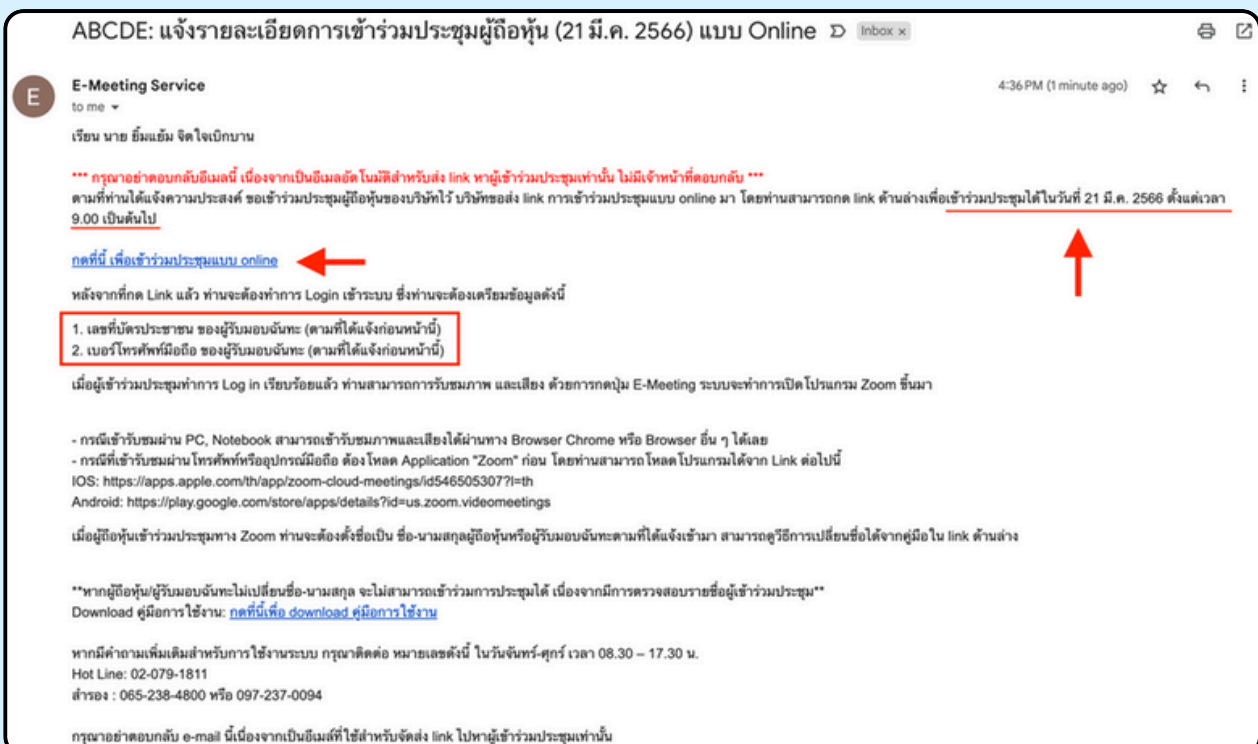 ABCDE: แจ้งรายละเอียดการเข้าร่วมประชุมผู้ถือหุ้น (21 มี.ค. 2566) แบบ Online Inbox x
E
E-Meeting Service
4:36 PM (1 minute ago)
to me
เรียน นาย ยิ้มแย้ม จิตใจเบิกบาน
*** กรุณาอย่าตอบกลับอีเมลนี้ เนื่องจากเป็นอีเมลอัตโนมัติสำหรับส่ง link หาผู้เข้าร่วมประชุมเท่านั้น ไม่มีเจ้าหน้าที่ตอบกลับ ***
ตามที่ท่านได้แจ้งความประสงค์ ขอเข้าร่วมประชุมผู้ถือหุ้นของบริษัทไว้ บริษัทขอส่ง link การเข้าร่วมประชุมแบบ online มา โดยท่านสามารถกด link ด้านล่างเพื่อเข้าร่วมประชุมได้ในวันที่ 21 มี.ค. 2566 ตั้งแต่เวลา
9.00 เป็นต้นไป
กดที่นี่ เพื่อเข้าร่วมประชุมแบบ online
หลังจากที่กด Link แล้ว ท่านจะต้องทำการ Login เข้าระบบ ซึ่งท่านจะต้องเตรียมข้อมูลดังนี้
1. เลขที่บัตรประชาชน ของผู้รับมอบฉันทะ (ตามที่ได้แจ้งก่อนหน้านี้)
2. เบอร์โทรศัพท์มือถือ ของผู้รับมอบฉันทะ (ตามที่ได้แจ้งก่อนหน้านี้)
เมื่อผู้เข้าร่วมประชุมทำการ Log in เรียบร้อยแล้ว ท่านสามารถการรับชมภาพ และเสียง ด้วยการกดปุ่ม E-Meeting ระบบจะทำการเปิดโปรแกรม Zoom ขึ้นมา
- กรณีเข้ารับชมผ่าน PC, Notebook สามารถเข้ารับชมภาพและเสียงได้ผ่านทาง Browser Chrome หรือ Browser อื่น ๆ ได้เลย
- กรณีที่เข้ารับชมผ่านโทรศัพท์หรืออุปกรณ์มือถือ ต้องโหลด Application "Zoom" ก่อน โดยท่านสามารถโหลดโปรแกรมได้จาก Link ต่อไปนี้
IOS: https://apps.apple.com/th/app/zoom-cloud-meetings/id546505307?l=th
Android: https://play.google.com/store/apps/details?id=us.zoom.videomeetings
เมื่อผู้ถือหุ้นเข้าร่วมประชุมทาง Zoom ท่านจะต้องตั้งชื่อเป็น ชื่อ-นามสกุลผู้ถือหุ้นหรือผู้รับมอบฉันทะตามที่ได้แจ้งเข้ามา สามารถดูวิธีการเปลี่ยนชื่อได้จากคู่มือใน link ด้านล่าง
**หากผู้ถือหุ้น/ผู้รับมอบฉันทะไม่เปลี่ยนชื่อ-นามสกุล จะไม่สามารถเข้าร่วมการประชุมได้ เนื่องจากมีการตรวจสอบรายชื่อผู้เข้าร่วมประชุม**
Download คู่มือการใช้งาน: กดที่นี่เพื่อ download คู่มือการใช้งาน
หากมีคำถามเพิ่มเติมสำหรับการใช้งานระบบ กรุณาติดต่อ หมายเลขดังนี้ ในวันจันทร์-ศุกร์ เวลา 08.30 – 17.30 น.
Hot Line: 02-079-1811
สำรอง : 065-238-4800 หรือ 097-237-0094
กรุณาอย่าตอบกลับ e-mail นี้เนื่องจากเป็นอีเมล์ที่ใช้สำหรับจัดส่ง link ไปหาผู้เข้าร่วมประชุมเท่านั้น